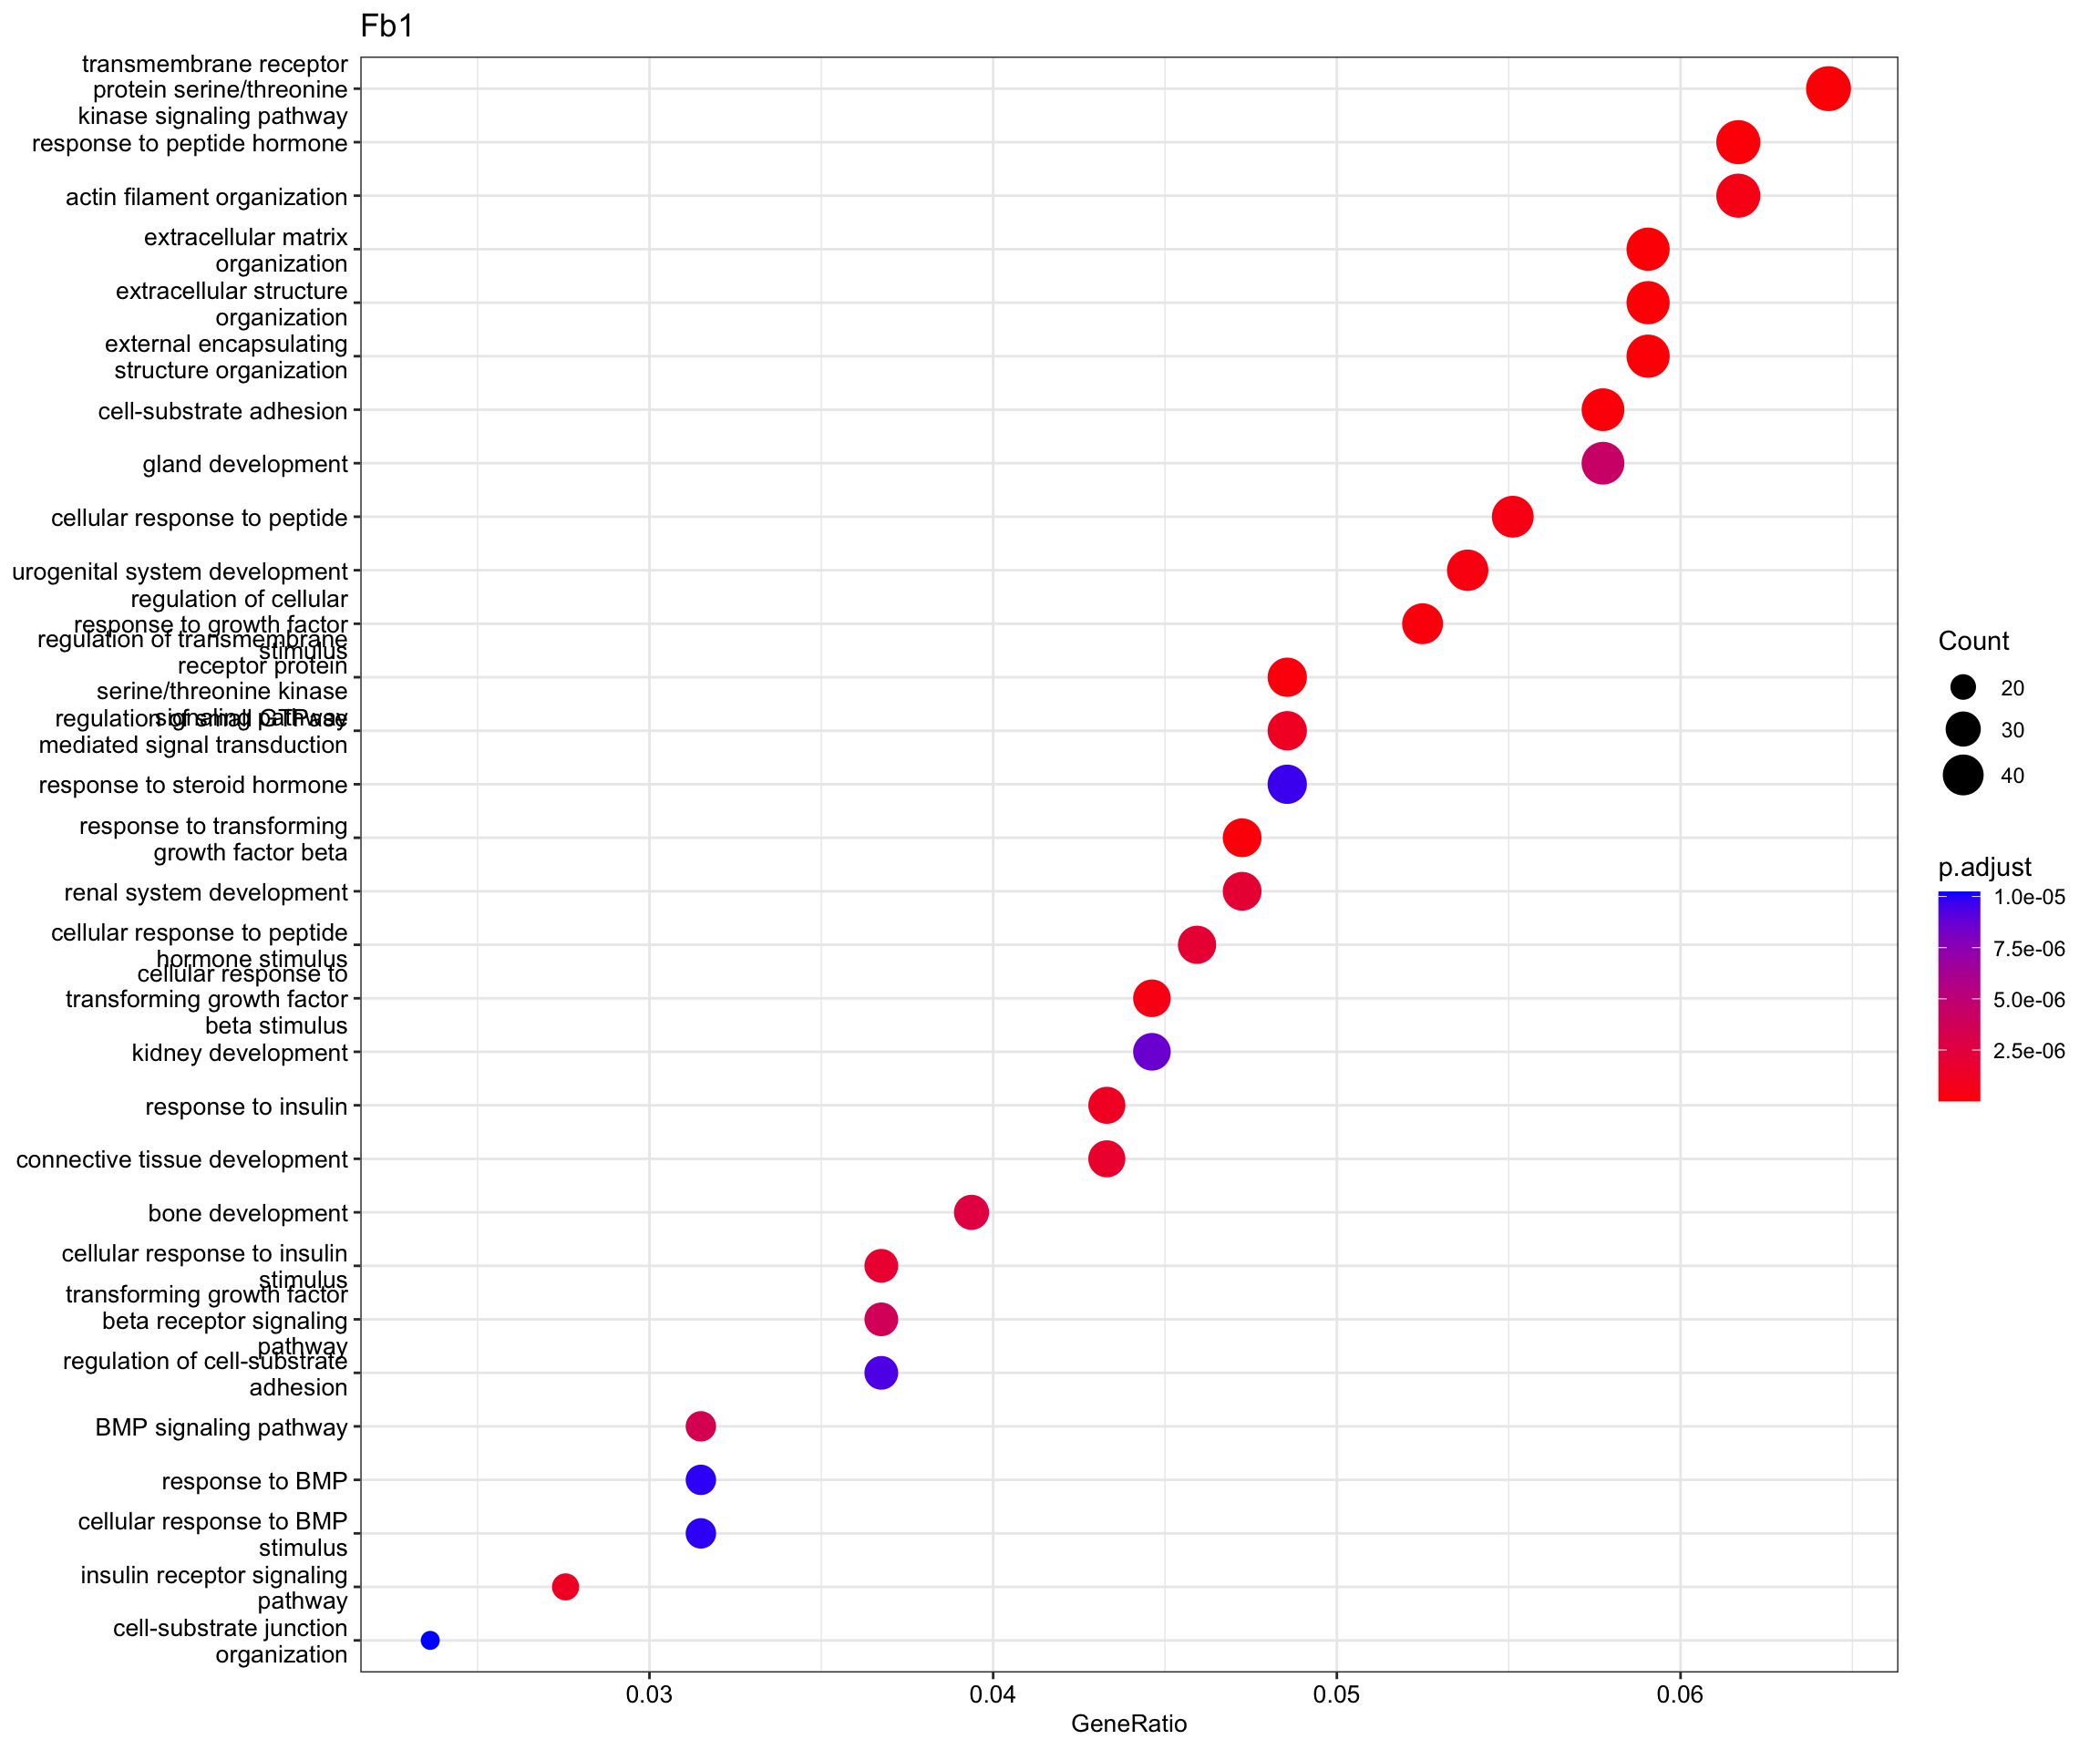 Fb1
transmembrane receptor
protein serine/threonine
kinase signaling pathway
response to peptide hormone
actin filament organization
extracellular matrix
organization
extracellular structure
organization
external encapsulating
structure organization
cell-substrate adhesion
gland development
cellular response to peptide
urogenital system development
regulation of cellular
response to growth factor
stimulus
regulation of transmembrane
receptor protein
serine/threonine kinase
signaling pathway
regulation of small GTPase
mediated signal transduction
response to steroid hormone
response to transforming
growth factor beta
renal system development
cellular response to peptide
hormone stimulus
cellular response to
transforming growth factor
beta stimulus
kidney development
response to insulin
connective tissue development
bone development
cellular response to insulin
stimulus
transforming growth factor
beta receptor signaling
pathway
regulation of cell-substrate
adhesion
BMP signaling pathway
response to BMP
cellular response to BMP
stimulus
insulin receptor signaling
pathway
cell-substrate junction
organization
0.03
0.04
0.05
0.06
GeneRatio
Count
20
30
40
p.adjust
1.0e-05
7.5e-06
5.0e-06
2.5e-06